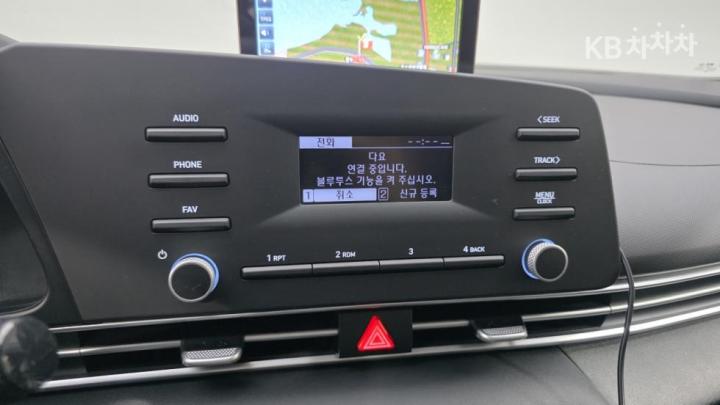 KB차차차
AUDIO
PHONE
FAV
전화
--:--
다요
연결 중입니다.
블루투스 기능을 켜 주십시오.
1 취소 2 신규 등록
<SEEK
TRACK>
MENU
CLOCK
1 RPT
2 RDM
3
4 BACK